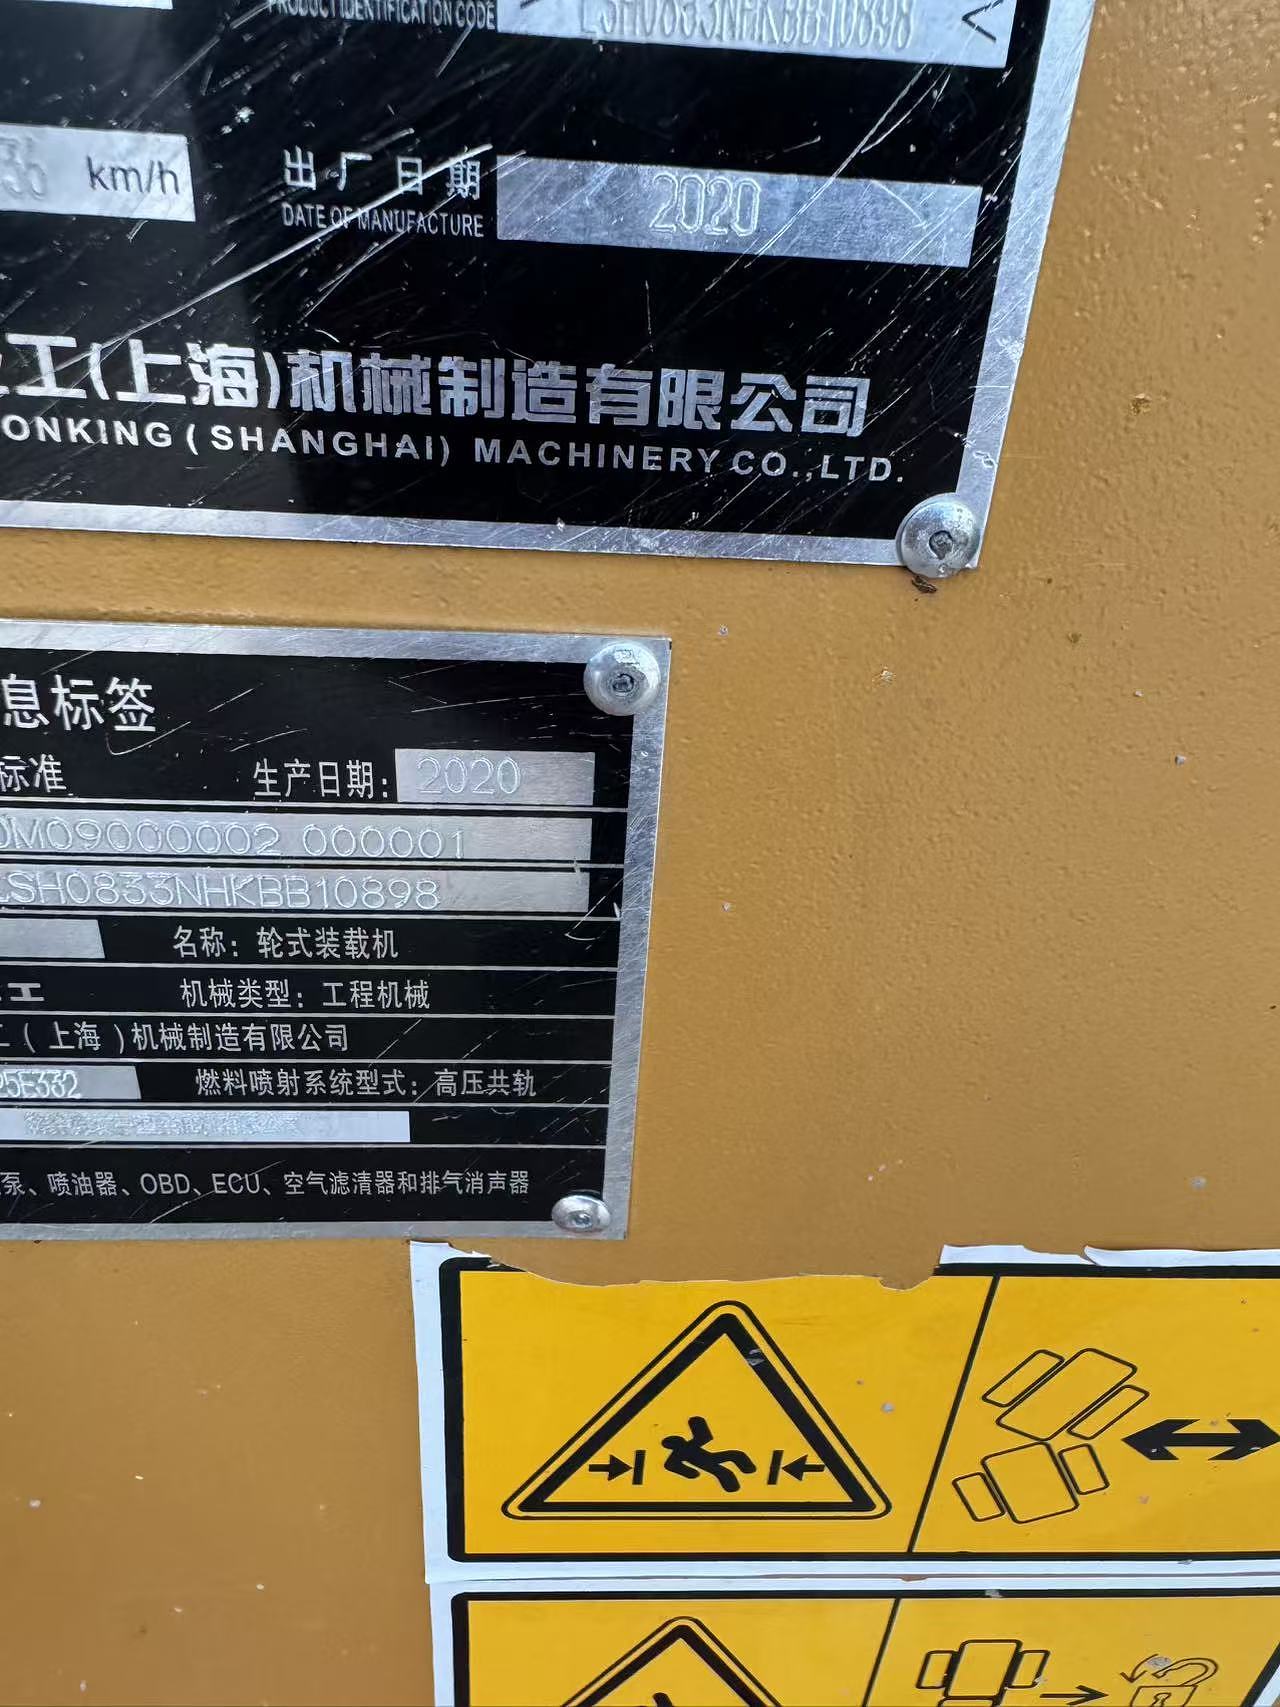 PRODUCT IDENTIFICATION CODE LSH0833NHKBB10898
km/h 出厂日期 2020
DATE OF MANUFACTURE
工(上海)机械制造有限公司
ONKING (SHANGHAI) MACHINERY CO.,LTD.
息标签
标准 生产日期: 2020
M09000002 000001
LSH0833NHKBB10898
名称: 轮式装载机
工 机械类型: 工程机械
工(上海)机械制造有限公司
25E332 燃料喷射系统型式: 高压共轨
泵、喷油器、OBD、ECU、空气滤清器和排气消声器